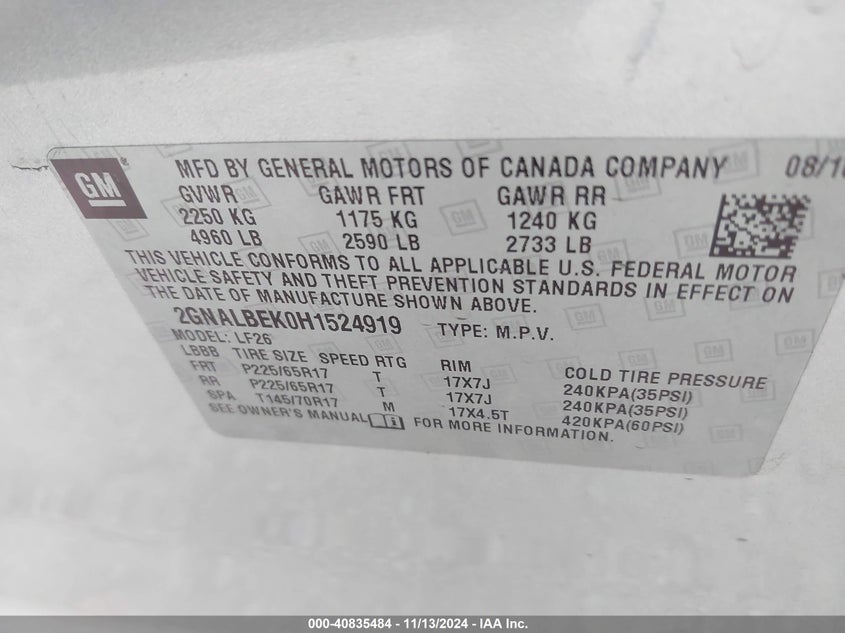 GM
MFD BY GENERAL MOTORS OF CANADA COMPANY 08/16
GVWR GAWR FRT GAWR RR
2250 KG 1175 KG 1240 KG
4960 LB 2590 LB 2733 LB
THIS VEHICLE CONFORMS TO ALL APPLICABLE U.S. FEDERAL MOTOR
VEHICLE SAFETY AND THEFT PREVENTION STANDARDS IN EFFECT ON
THE DATE OF MANUFACTURE SHOWN ABOVE.
2GNALBEK0H1524919 TYPE: M.P.V.
MODEL: LF26
LBBB TIRE SIZE SPEED RTG RIM COLD TIRE PRESSURE
FRT P225/65R17 T 17X7J 240KPA(35PSI)
RR P225/65R17 T 17X7J 240KPA(35PSI)
SPA T145/70R17 M 17X4.5T 420KPA(60PSI)
SEE OWNER'S MANUAL FOR MORE INFORMATION.
000-40835484 - 11/13/2024 - IAA Inc.